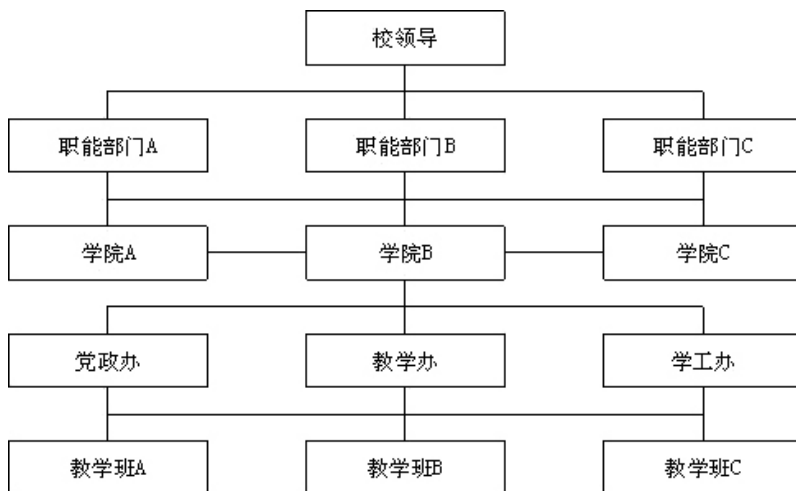 校领导
职能部门A
职能部门B
职能部门C
学院A
学院B
学院C
党政办
教学办
学工办
教学班A
教学班B
教学班C